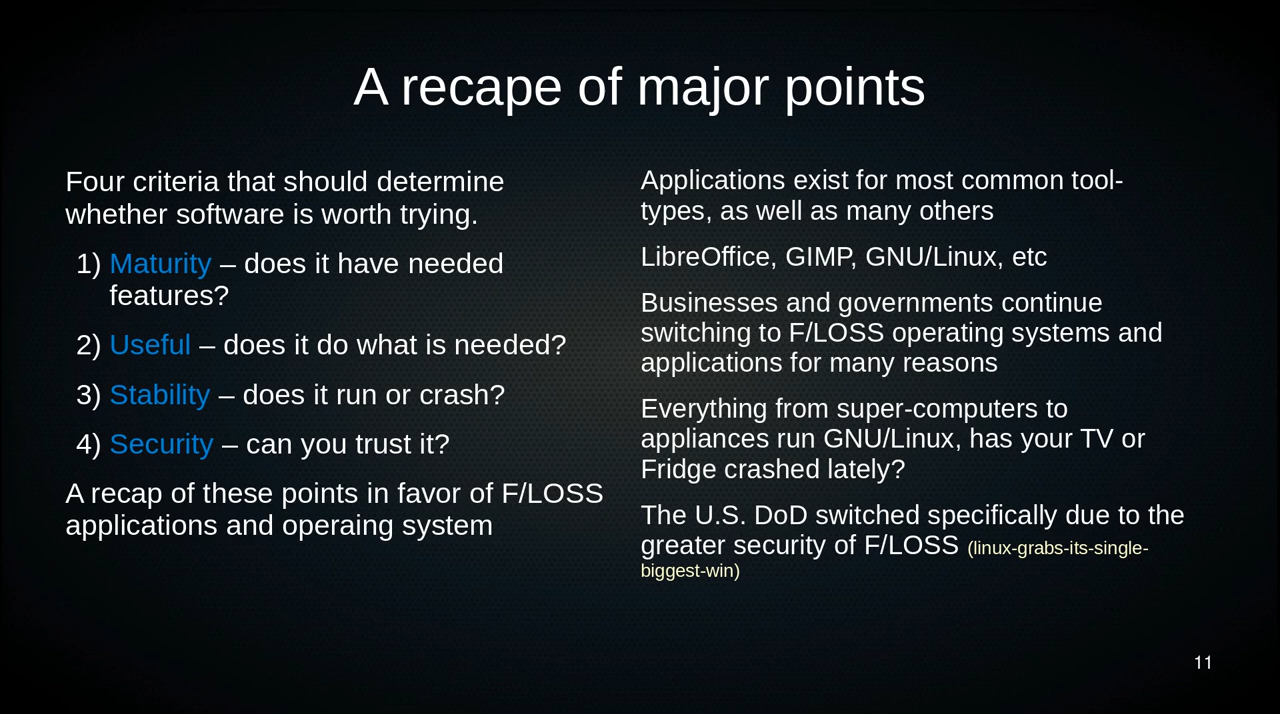 A recape of major points
Four criteria that should determine
whether software is worth trying.
1) Maturity – does it have needed
features?
2) Useful – does it do what is needed?
3) Stability – does it run or crash?
4) Security – can you trust it?
A recap of these points in favor of F/LOSS
applications and operaing system
Applications exist for most common tool-
types, as well as many others
LibreOffice, GIMP, GNU/Linux, etc
Businesses and governments continue
switching to F/LOSS operating systems and
applications for many reasons
Everything from super-computers to
appliances run GNU/Linux, has your TV or
Fridge crashed lately?
The U.S. DoD switched specifically due to the
greater security of F/LOSS (linux-grabs-its-single-
biggest-win)
11